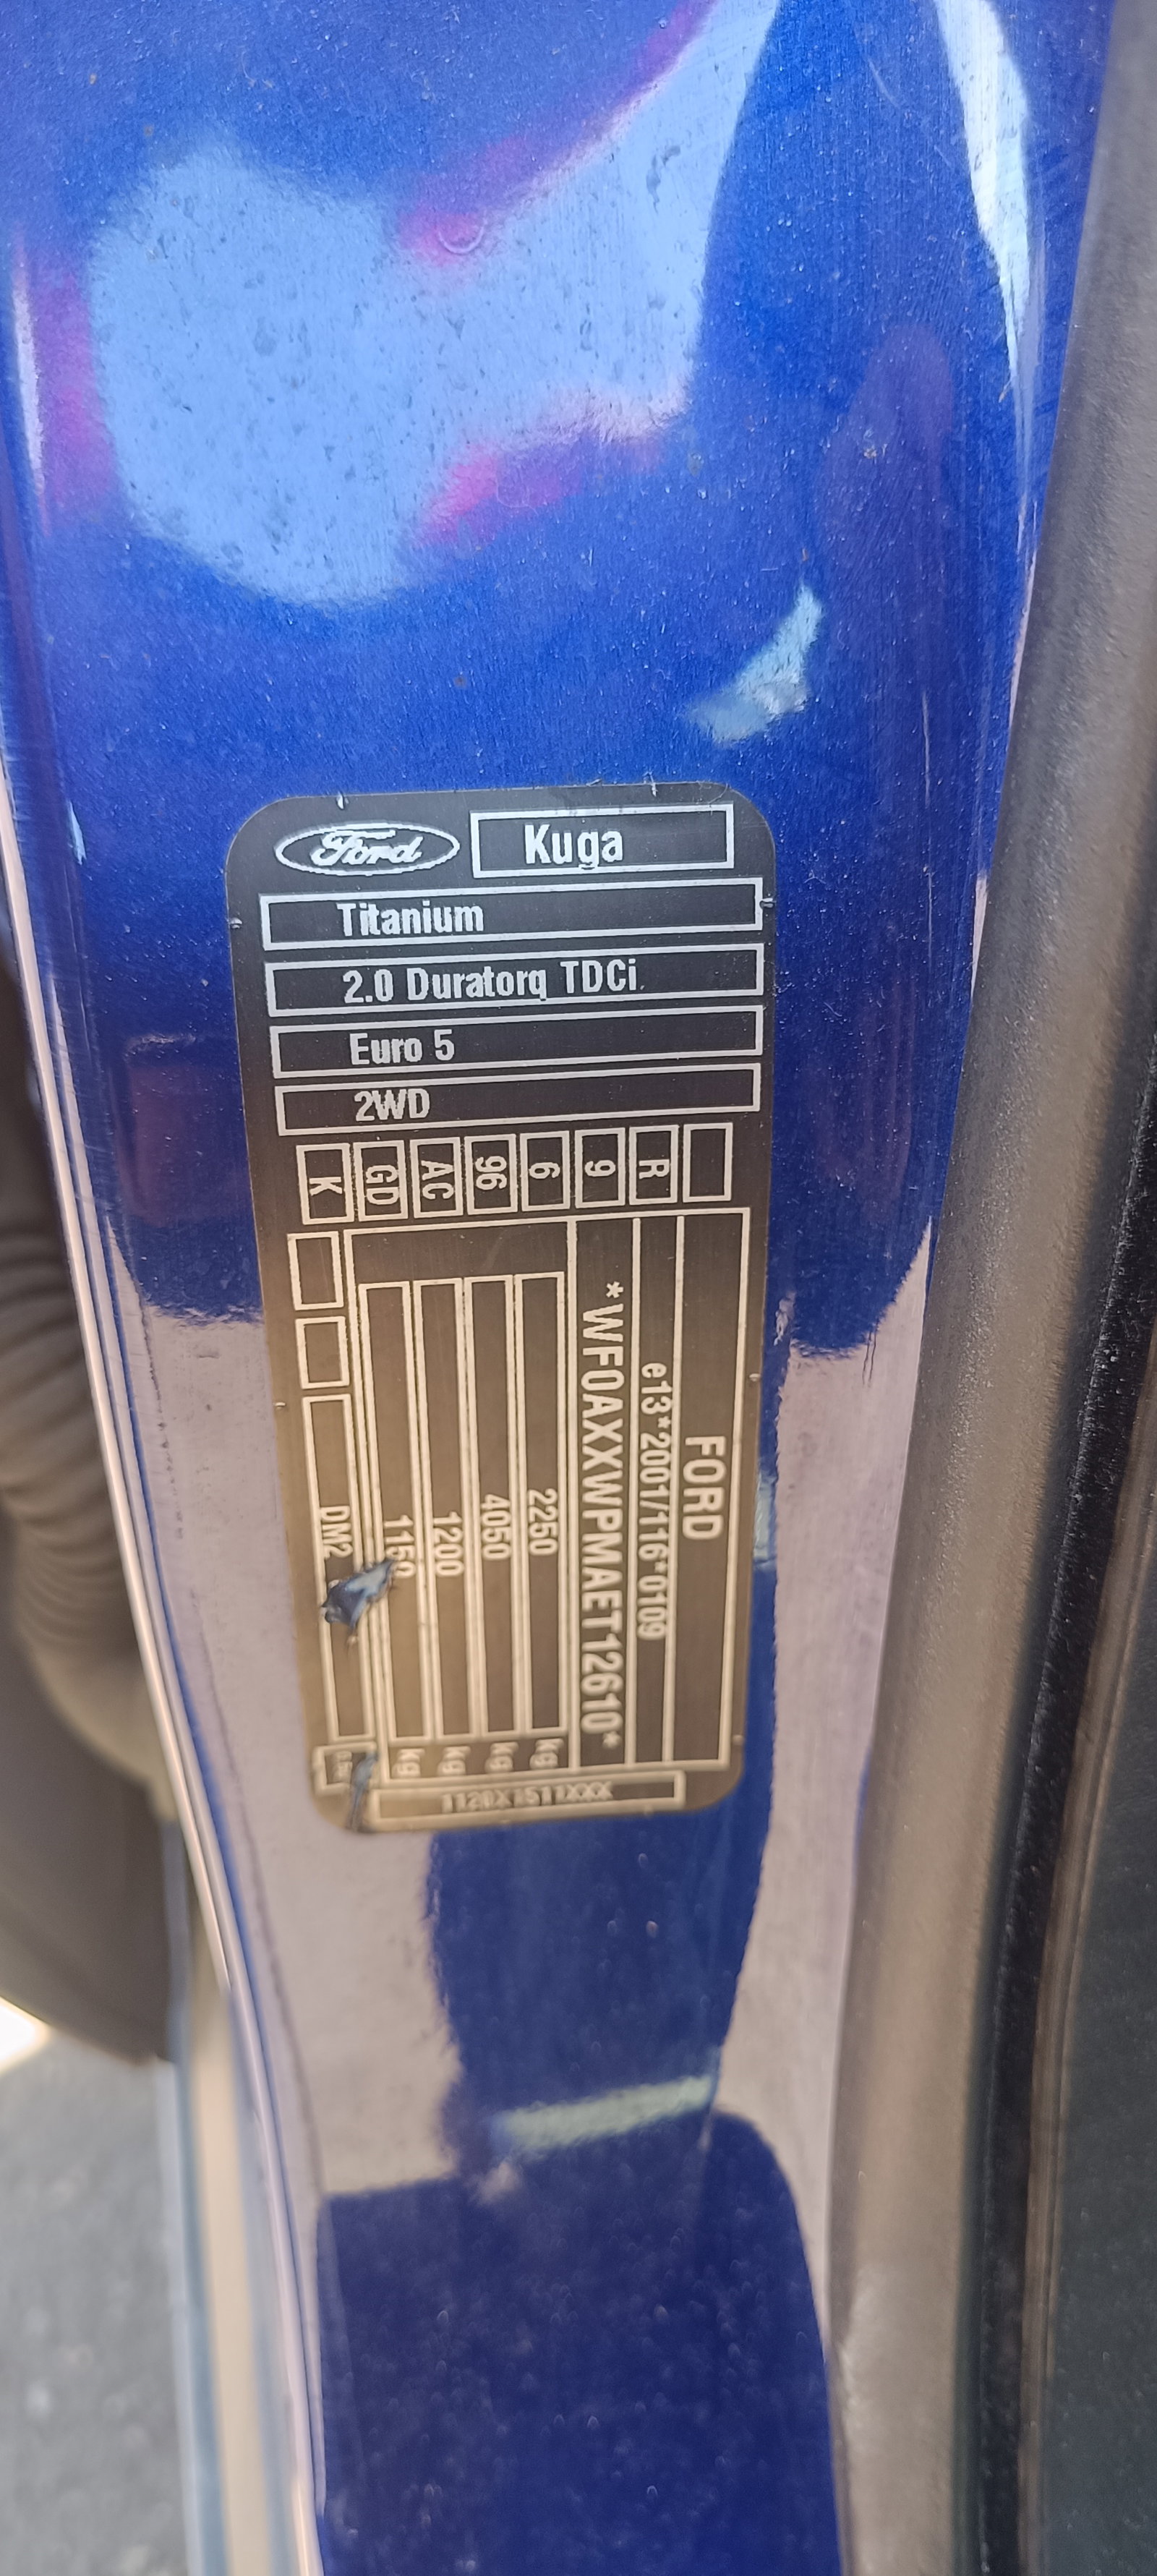 Ford
Kuga
Titanium
2.0 Duratorq TDCi
Euro 5
2WD
K GD AC 96 6 9 R
FORD
e13*2001/116*0109
*WF0AXXWPMAET12610*
2250 kg
4050 kg
1200 kg
1150 kg
DM2